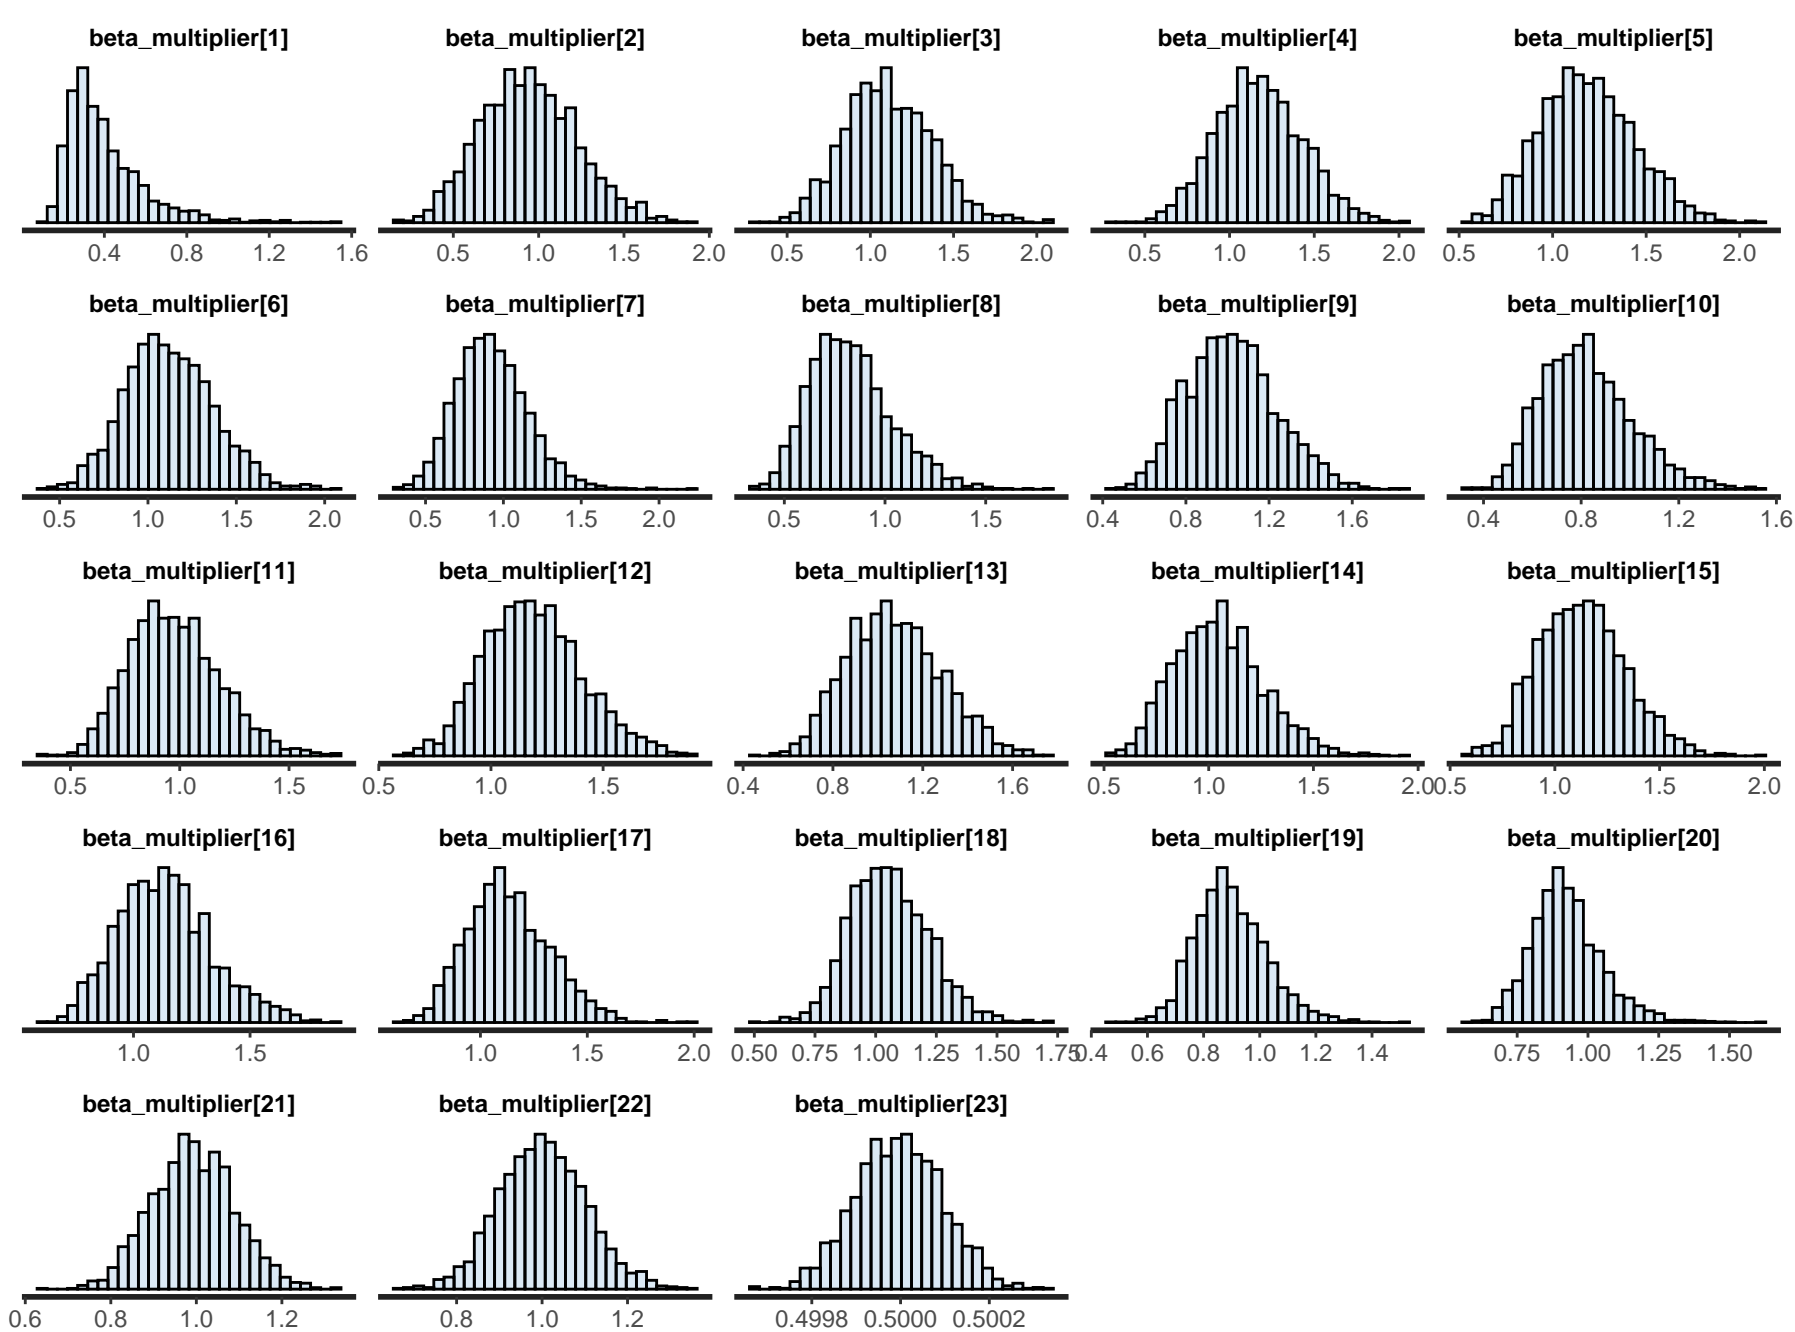 beta_multiplier[1] beta_multiplier[2] beta_multiplier[3] beta_multiplier[4] beta_multiplier[5]
0.4 0.8 1.2 1.6 0.5 1.0 1.5 2.0 0.5 1.0 1.5 2.0 0.5 1.0 1.5 2.0 0.5 1.0 1.5 2.0
beta_multiplier[6] beta_multiplier[7] beta_multiplier[8] beta_multiplier[9] beta_multiplier[10]
0.5 1.0 1.5 2.0 0.5 1.0 1.5 2.0 0.5 1.0 1.5 0.4 0.8 1.2 1.6 0.4 0.8 1.2 1.6
beta_multiplier[11] beta_multiplier[12] beta_multiplier[13] beta_multiplier[14] beta_multiplier[15]
0.5 1.0 1.5 0.5 1.0 1.5 0.4 0.8 1.2 1.6 0.5 1.0 1.5 2.0 0.5 1.0 1.5 2.0
beta_multiplier[16] beta_multiplier[17] beta_multiplier[18] beta_multiplier[19] beta_multiplier[20]
1.0 1.5 1.0 1.5 2.0 0.50 0.75 1.00 1.25 1.50 1.75 0.4 0.6 0.8 1.0 1.2 1.4 0.75 1.00 1.25 1.50
beta_multiplier[21] beta_multiplier[22] beta_multiplier[23]
0.6 0.8 1.0 1.2 0.8 1.0 1.2 0.4998 0.5000 0.5002